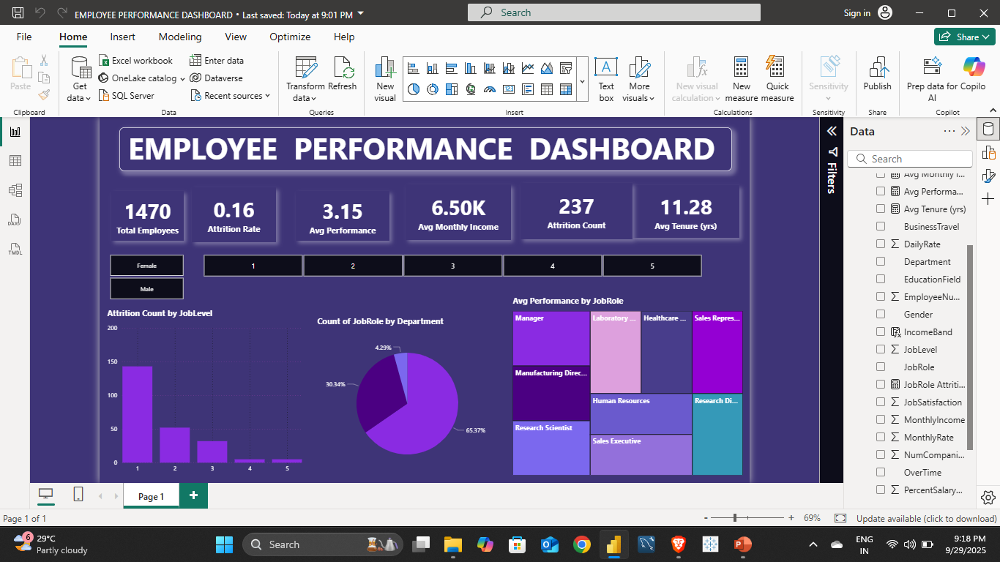 EMPLOYEE PERFORMANCE DASHBOARD • Last saved: Today at 9:01 PM
Search
Sign in
File Home Insert Modeling View Optimize Help
Share
Paste
Excel workbook
OneLake catalog
SQL Server
Get data
Enter data
Dataverse
Recent sources
Transform data
Refresh
New visual
Text box
More visuals
New visual calculation
New measure
Quick measure
Sensitivity
Publish
Prep data for AI
Copilo
Clipboard Data Queries Insert Calculations Sensitivity Share Copilot
EMPLOYEE PERFORMANCE DASHBOARD
1470
Total Employees
0.16
Attrition Rate
3.15
Avg Performance
6.50K
Avg Monthly Income
237
Attrition Count
11.28
Avg Tenure (yrs)
Female
Male
1 2 3 4 5
Attrition Count by JobLevel
200
150
100
50
0
1 2 3 4 5
Count of JobRole by Department
4.29%
30.34%
65.37%
Avg Performance by JobRole
Manager
Laboratory ...
Healthcare ...
Sales Repres...
Manufacturing Direc...
Human Resources
Research Di...
Research Scientist
Sales Executive
Filters
Data
Search
Avg Monthly I...
Avg Performa...
Avg Tenure (yrs)
BusinessTravel
DailyRate
Department
EducationField
EmployeeNu...
Gender
IncomeBand
JobLevel
JobRole
JobRole Attriti...
JobSatisfaction
MonthlyIncome
MonthlyRate
NumCompani...
OverTime
PercentSalary...
DAX
TMDL
Page 1
Page 1 of 1
- + 69%
Update available (click to download)
6
29°C
Partly cloudy
Search
ENG
IN
9:18 PM
9/29/2025